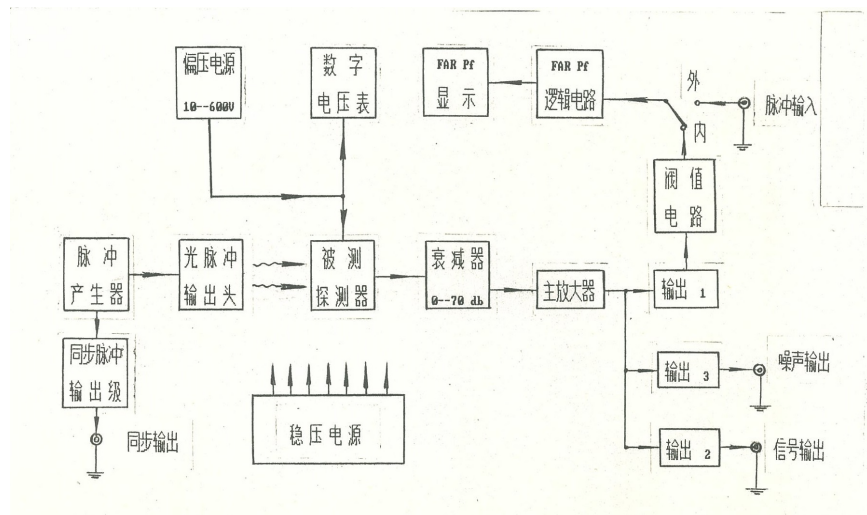 偏压电源
10--600V
数字
电压表
FAR Pf
显示
FAR Pf
逻辑电路
外
内
脉冲输入
阀值
电路
脉冲
产生器
光脉冲
输出头
被测
探测器
衰减器
0--70 db
主放大器
输出 1
同步脉冲
输出级
同步输出
稳压电源
输出 3
噪声输出
输出 2
信号输出